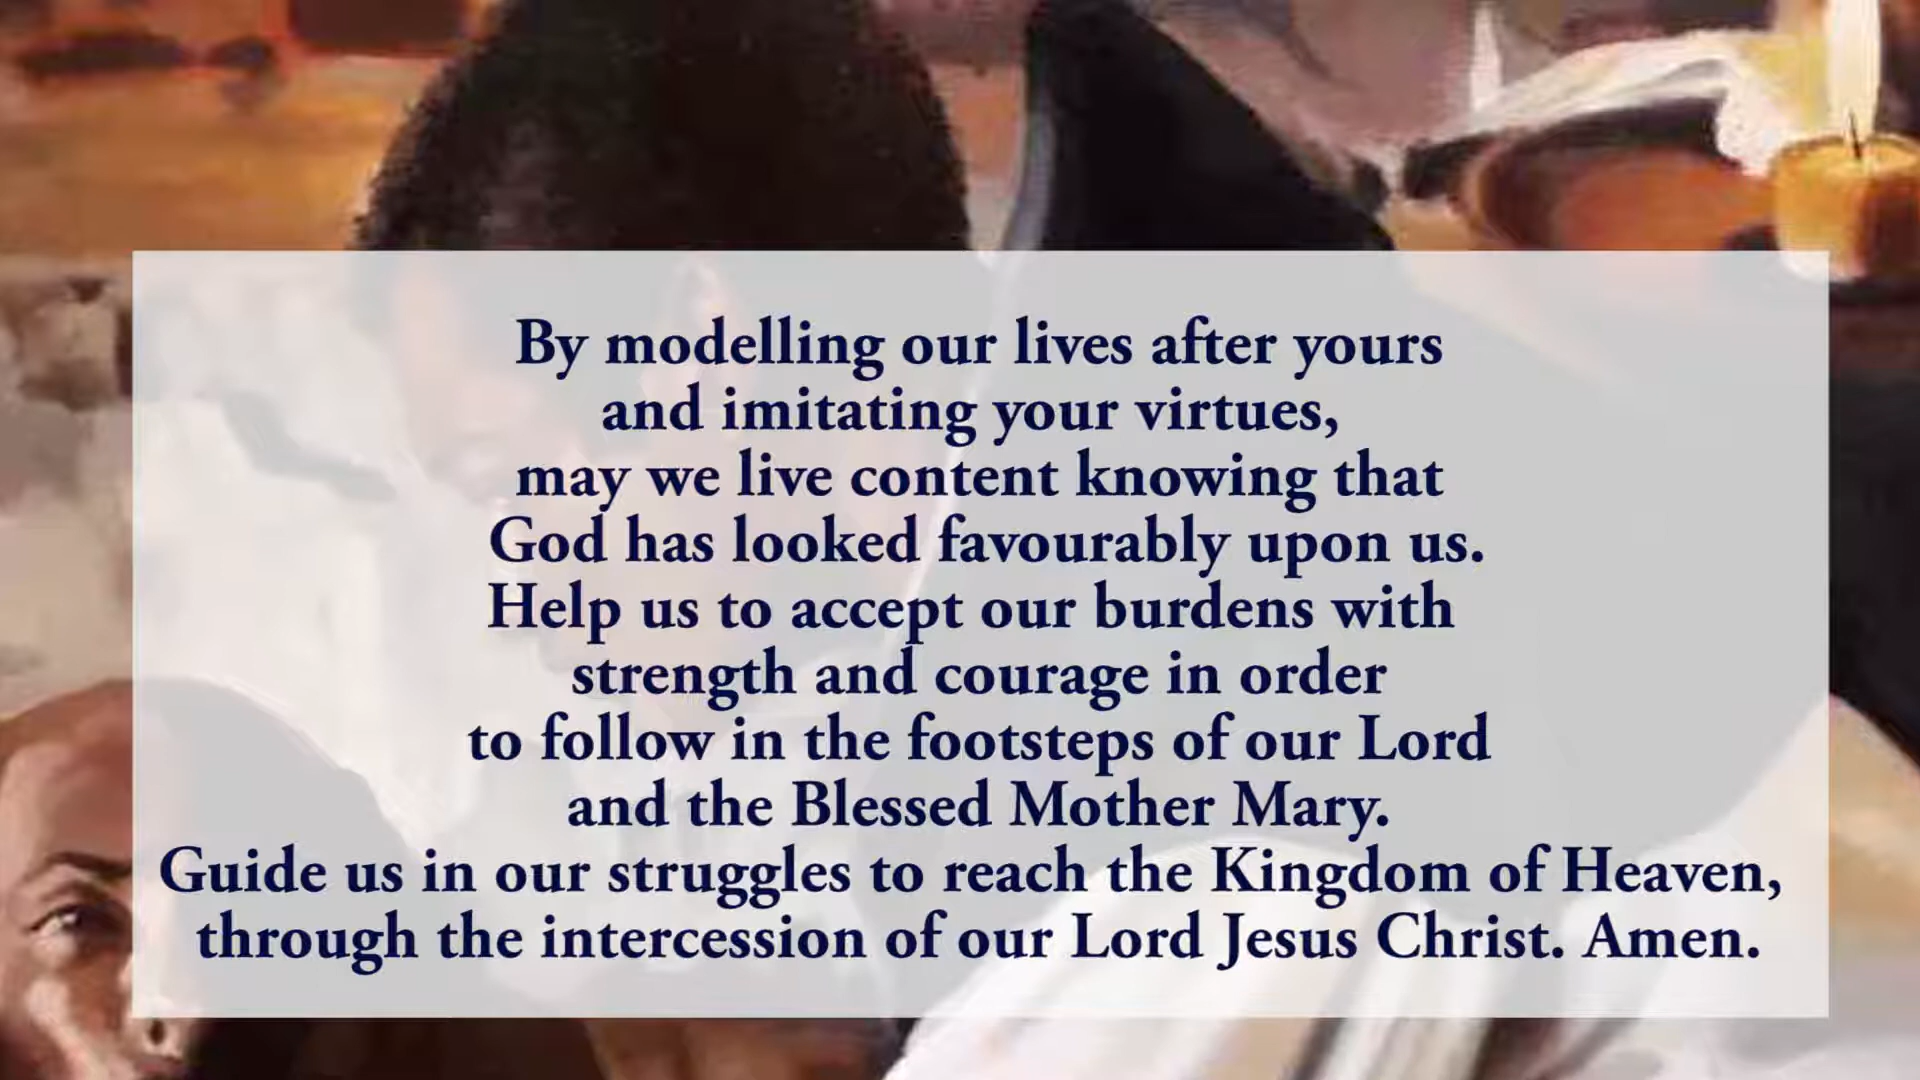 By modelling our lives after yours
and imitating your virtues,
may we live content knowing that
God has looked favourably upon us.
Help us to accept our burdens with
strength and courage in order
to follow in the footsteps of our Lord
and the Blessed Mother Mary.
Guide us in our struggles to reach the Kingdom of Heaven,
through the intercession of our Lord Jesus Christ. Amen.